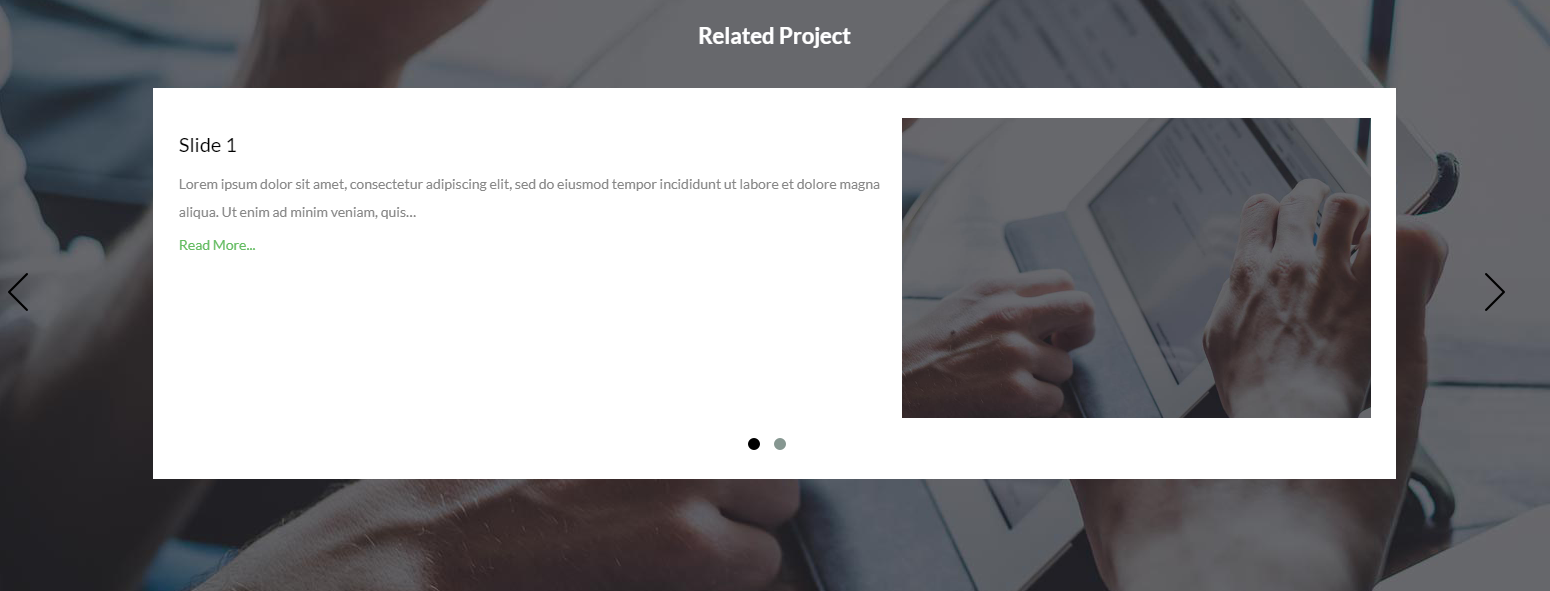 Related Project
Slide 1
Lorem ipsum dolor sit amet, consectetur adipiscing elit, sed do eiusmod tempor incididunt ut labore et dolore magna
aliqua. Ut enim ad minim veniam, quis...
Read More...